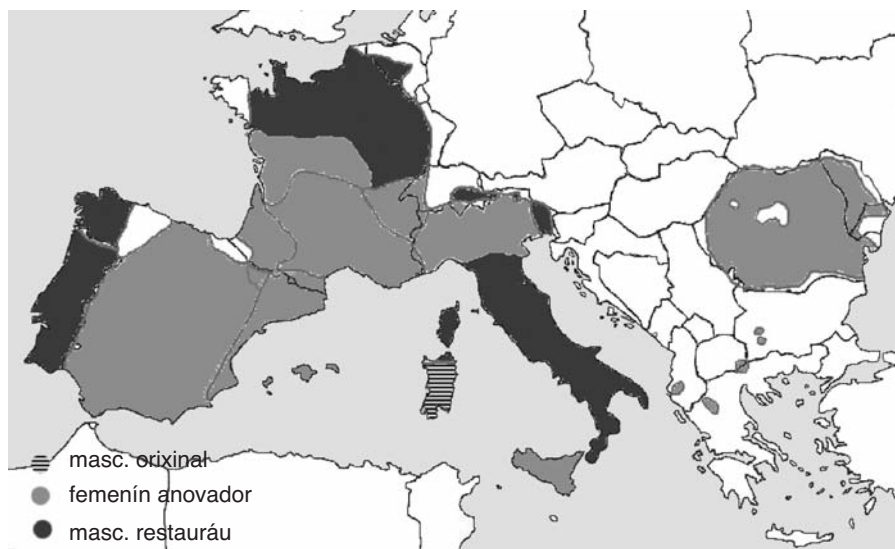 masc. orixinal
femenín anovador
masc. restauráu